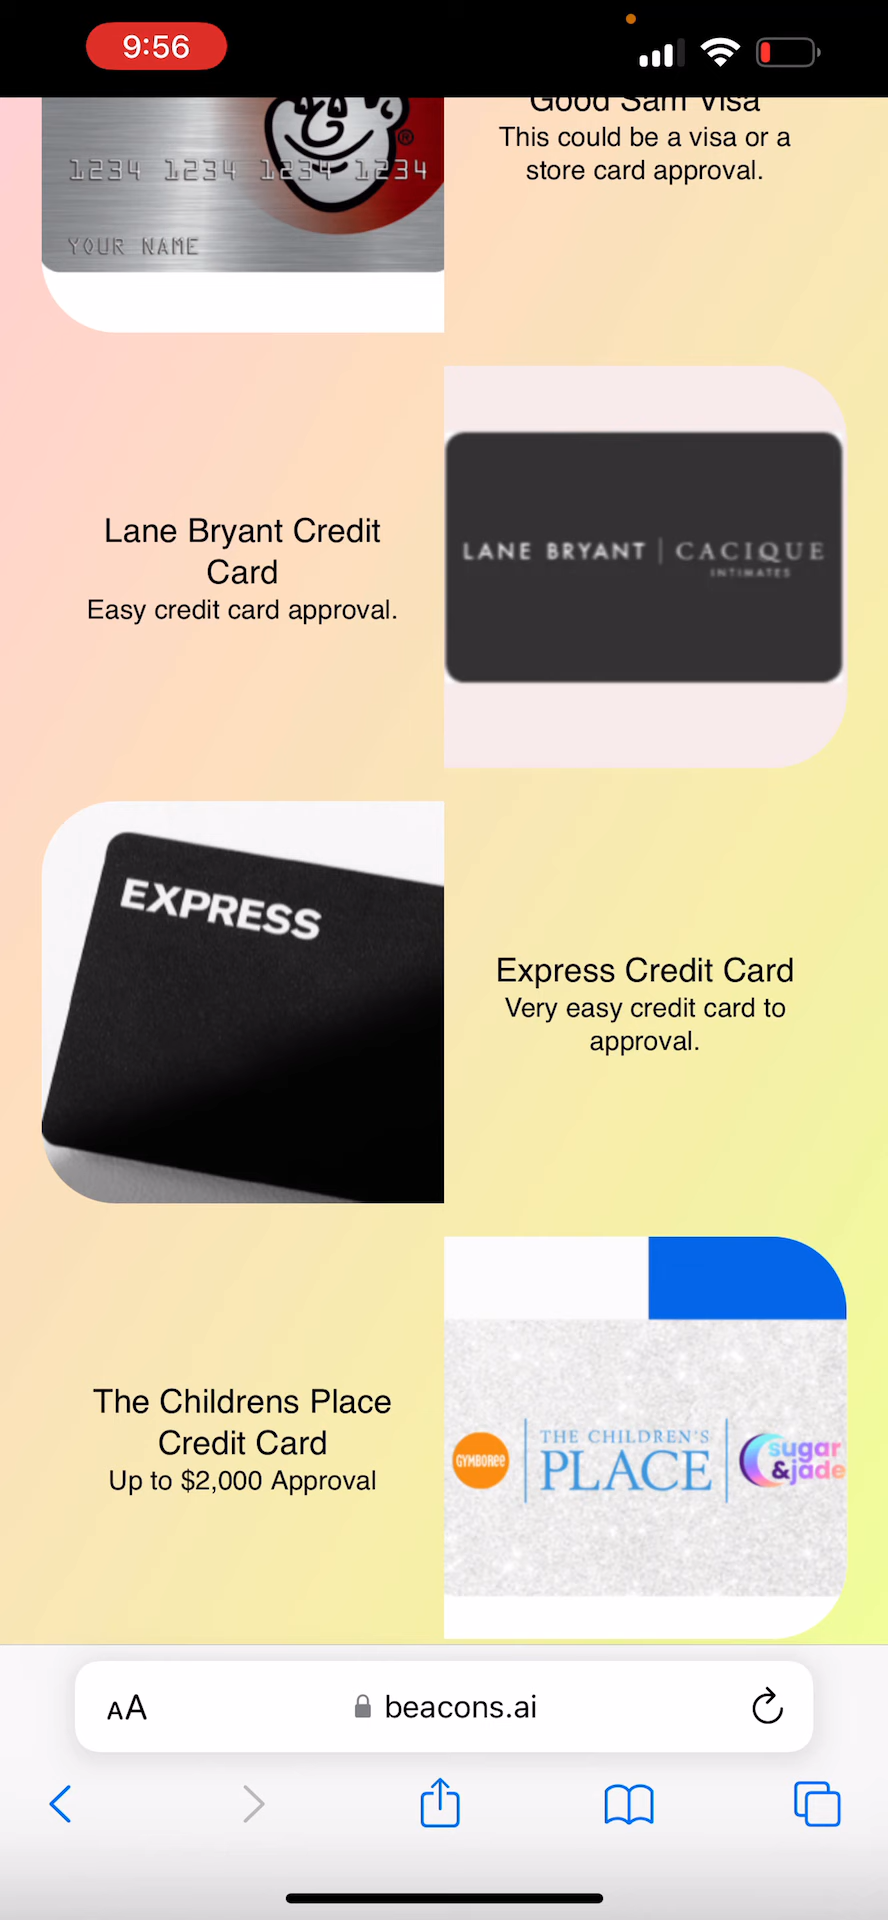 9:56
1234 1234 1234 1234
YOUR NAME
Good Sam Visa
This could be a visa or a
store card approval.
Lane Bryant Credit
Card
Easy credit card approval.
LANE BRYANT | CACIQUE
INTIMATES
EXPRESS
Express Credit Card
Very easy credit card to
approval.
The Childrens Place
Credit Card
Up to $2,000 Approval
GYMBOREE
THE CHILDREN'S
PLACE
sugar
&jade
AA
beacons.ai